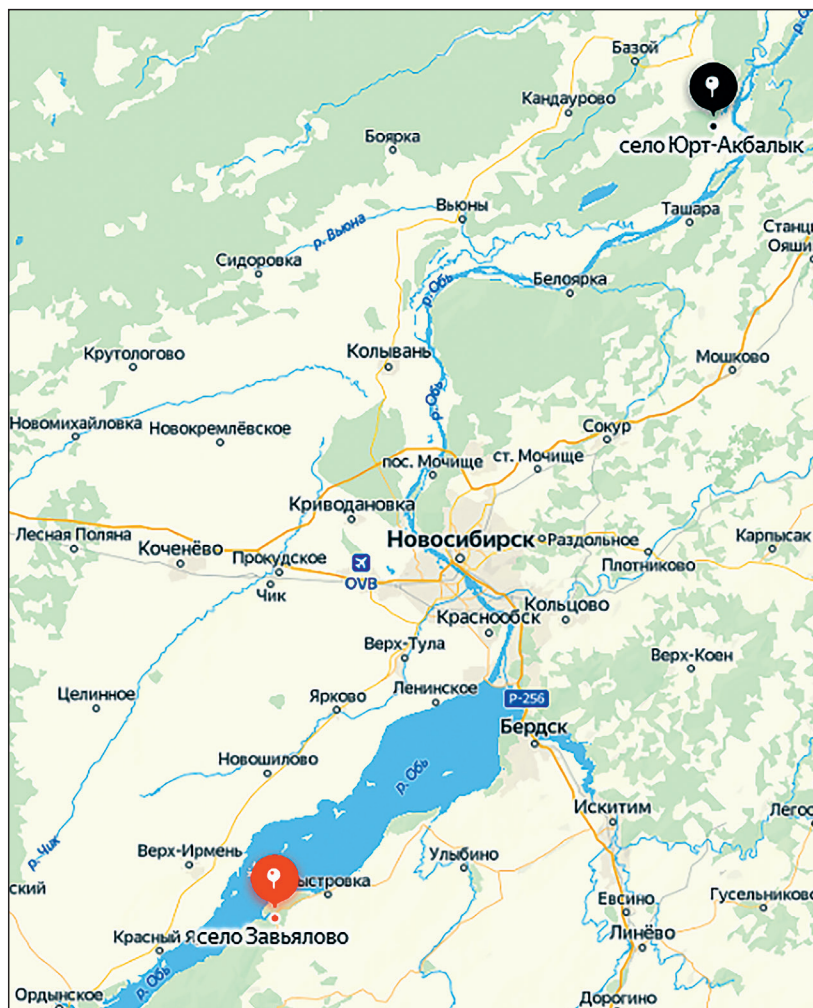 р. Обь
Базой
Кандаурово
Боярка
село Юрт-Акбалык
Вьюны
Ташара
р. Вьюна
Станц
Ояши
Сидоровка
Белоярка
р. Обь
Крутологово
Колывань
Мошково
р. Обь
Новомихайловка
Новокремлёвское
Сокур
пос. Мочище
ст. Мочище
Криводановка
Лесная Поляна
Коченёво
Новосибирск
Раздольное
Карпысак
Прокудское
OVB
Плотниково
Чик
Кольцово
Краснообск
Верх-Тула
Верх-Коен
Целинное
Ярково
Ленинское
Р-256
Бердск
Новошилово
р. Обь
Искитим
Легос
р. Чик
Верх-Ирмень
Улыбино
ский
ыстровка
Евсино
Гусельниково
Красный Я
село Завьялово
Линёво
р. Обь
Ордынское
Дорогино